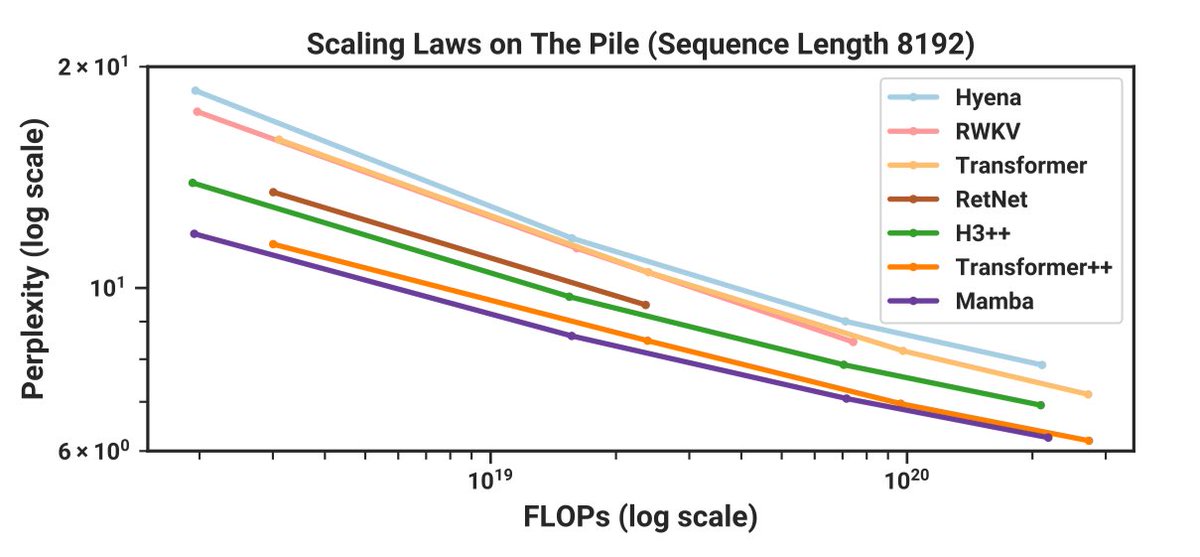 Scaling Laws on The Pile (Sequence Length 8192)
2 × 10¹
10¹
6 × 10⁰
Perplexity (log scale)
Hyena
RWKV
Transformer
RetNet
H3++
Transformer++
Mamba
10¹⁹
10²⁰
FLOPs (log scale)